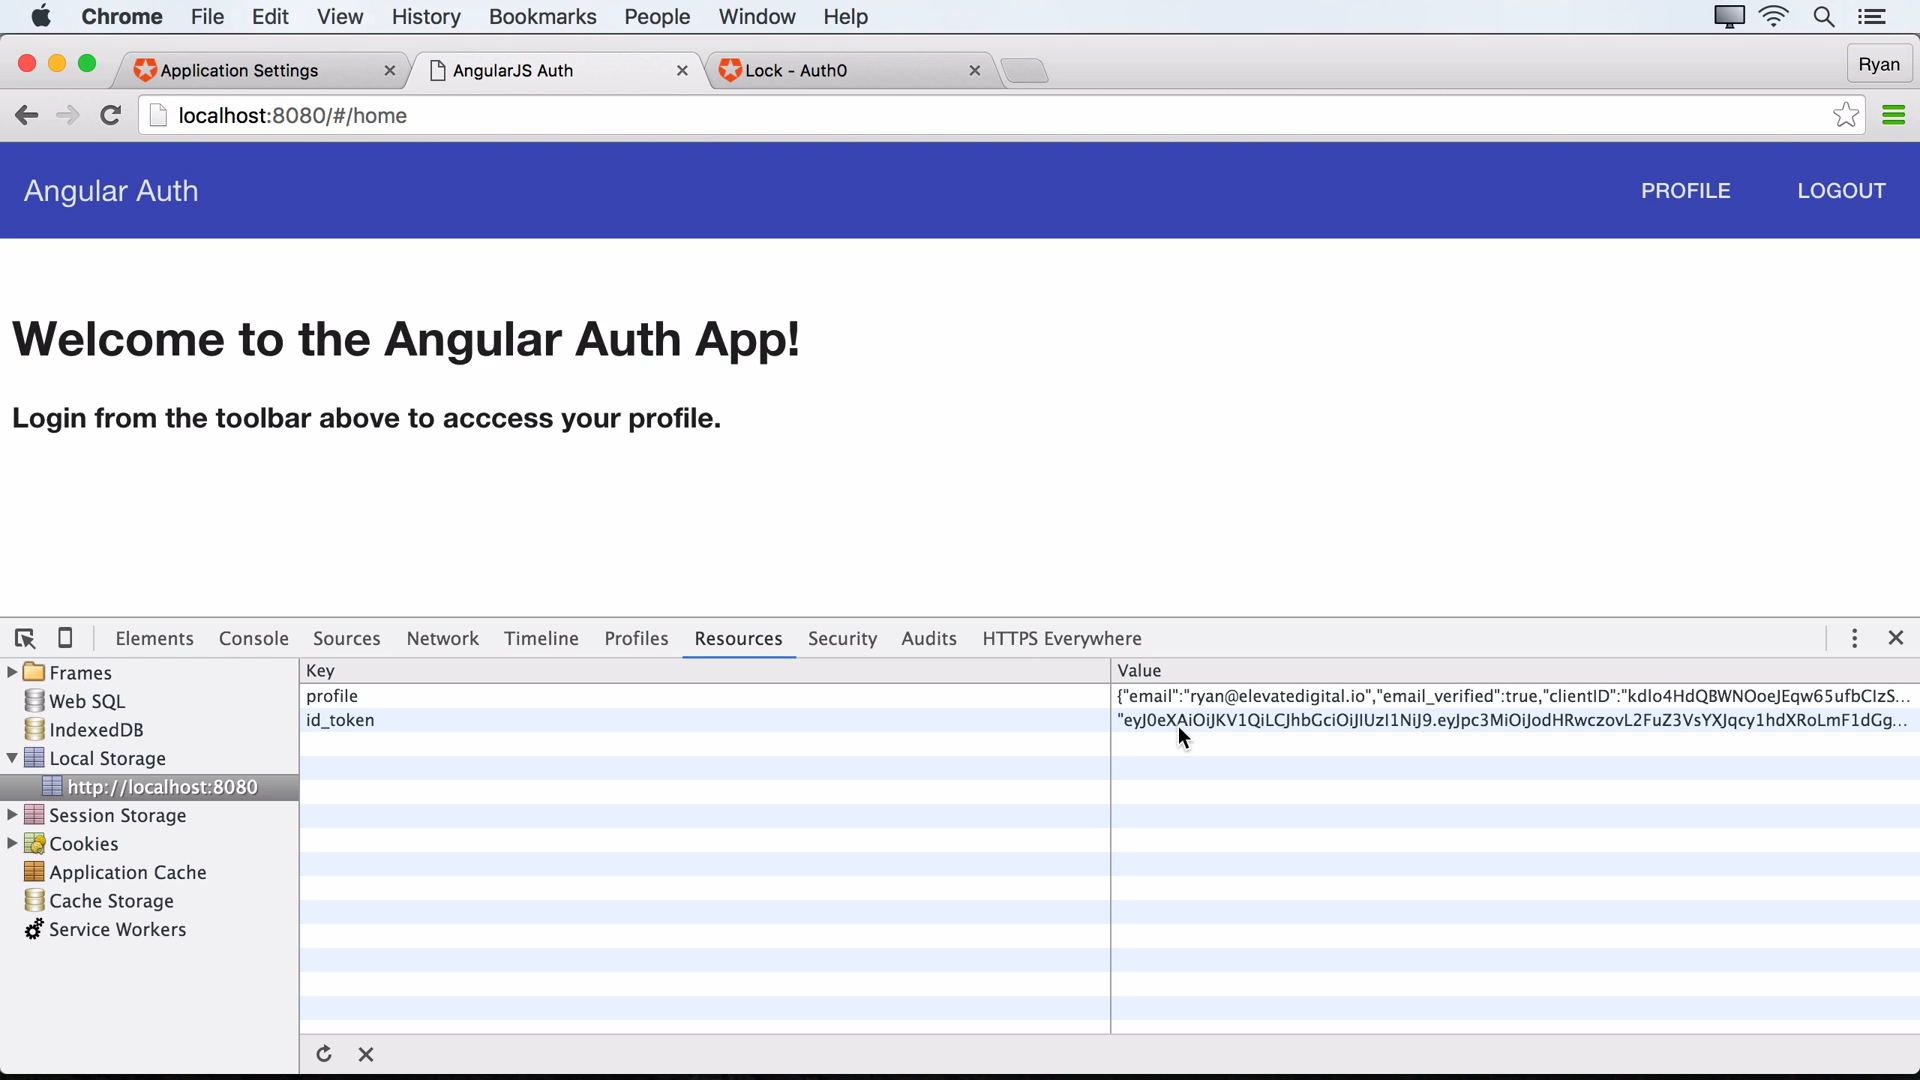 Chrome File Edit View History Bookmarks People Window Help
Application Settings AngularJS Auth Lock - Auth0 Ryan
localhost:8080/#/home
Angular Auth PROFILE LOGOUT
Welcome to the Angular Auth App!
Login from the toolbar above to acccess your profile.
Elements Console Sources Network Timeline Profiles Resources Security Audits HTTPS Everywhere
Frames
Web SQL
IndexedDB
Local Storage
http://localhost:8080
Session Storage
Cookies
Application Cache
Cache Storage
Service Workers
Key Value
profile {"email":"ryan@elevatedigital.io","email_verified":true,"clientID":"kdlo4HdQBWNOoeJEqw65ufbCIzS...
id_token "eyJ0eXAiOiJKV1QiLCJhbGciOiJIUzI1NiJ9.eyJpc3MiOiJodHRwczovL2FuZ3VsYXJqcy1hdXRoLmF1dGg...